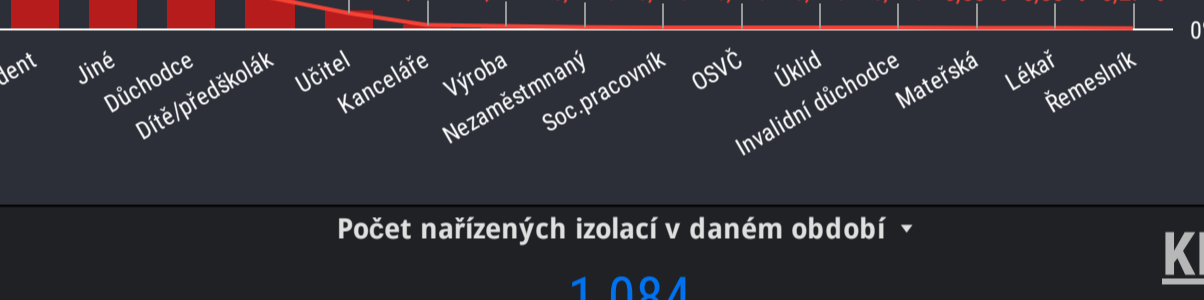 Jiné
Důchodce
Dítě/předškolák
Učitel
Kanceláře
Výroba
Nezaměstmnaný
Soc.pracovník
OSVČ
Úklid
Invalidní důchodce
Mateřská
Lékař
Řemeslník
Počet nařízených izolací v daném období
1 084